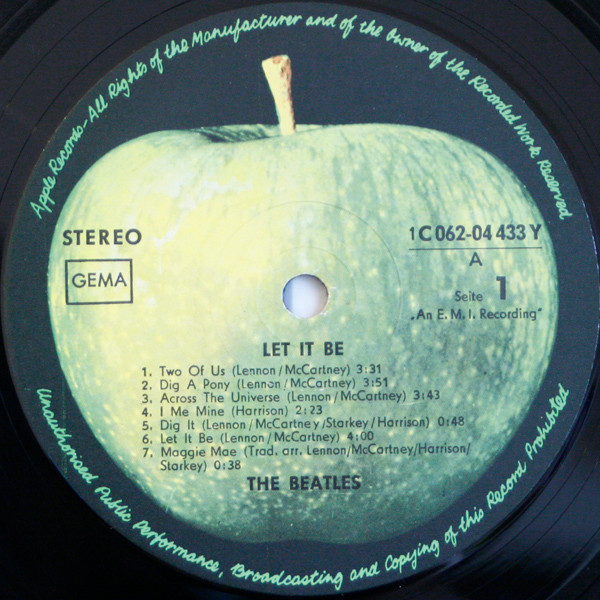 Apple Records-All Rights of the Manufacturer and of the Owner of the Recorded Work Reserved
STEREO
GEMA
1C 062-04 433 Y
A
Seite 1
„An E. M. I. Recording"
LET IT BE
1. Two Of Us (Lennon/McCartney) 3:31
2. Dig A Pony (Lennon/McCartney) 3:51
3. Across The Universe (Lennon/McCartney) 3:43
4. I Me Mine (Harrison) 2:23
5. Dig It (Lennon/McCartney/Starkey/Harrison) 0:48
6. Let It Be (Lennon/McCartney) 4:00
7. Maggie Mae (Trad. arr. Lennon/McCartney/Harrison/
Starkey) 0:38
THE BEATLES
Unauthorised Public Performance, Broadcasting and Copying of this Record Prohibited